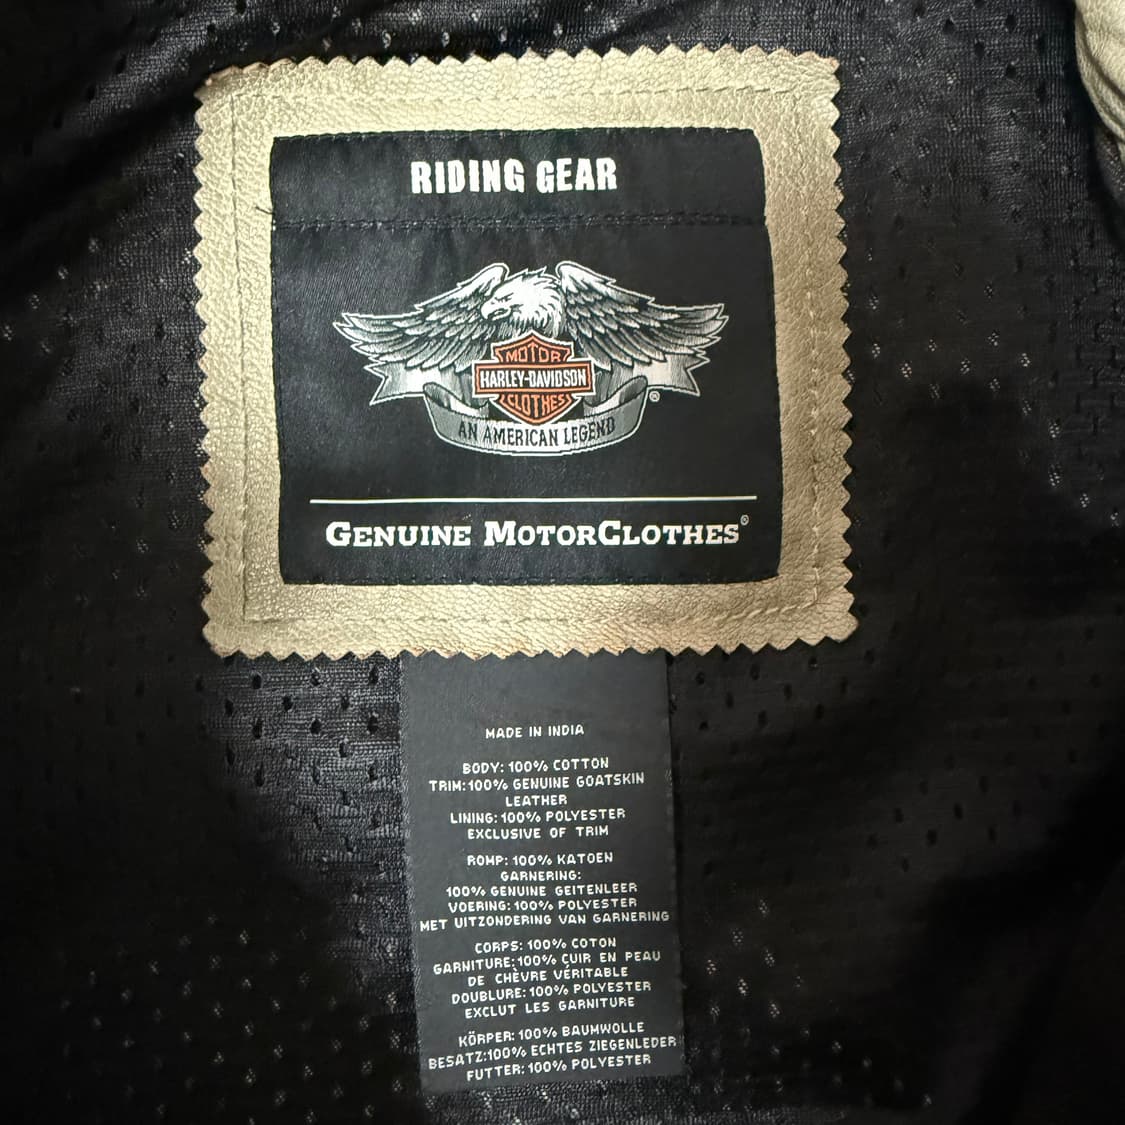 RIDING GEAR
MOTOR
HARLEY-DAVIDSON
CLOTHES
®
AN AMERICAN LEGEND
GENUINE MOTORCLOTHES®
MADE IN INDIA
BODY: 100% COTTON
TRIM:100% GENUINE GOATSKIN
LEATHER
LINING: 100% POLYESTER
EXCLUSIVE OF TRIM
ROMP: 100% KATOEN
GARNERING:
100% GENUINE GEITENLEER
VOERING: 100% POLYESTER
MET UITZONDERING VAN GARNERING
CORPS: 100% COTON
GARNITURE:100% CUIR EN PEAU
DE CHÈVRE VÉRITABLE
DOUBLURE: 100% POLYESTER
EXCLUT LES GARNITURE
KÖRPER: 100% BAUMWOLLE
BESATZ:100% ECHTES ZIEGENLEDER
FUTTER: 100% POLYESTER